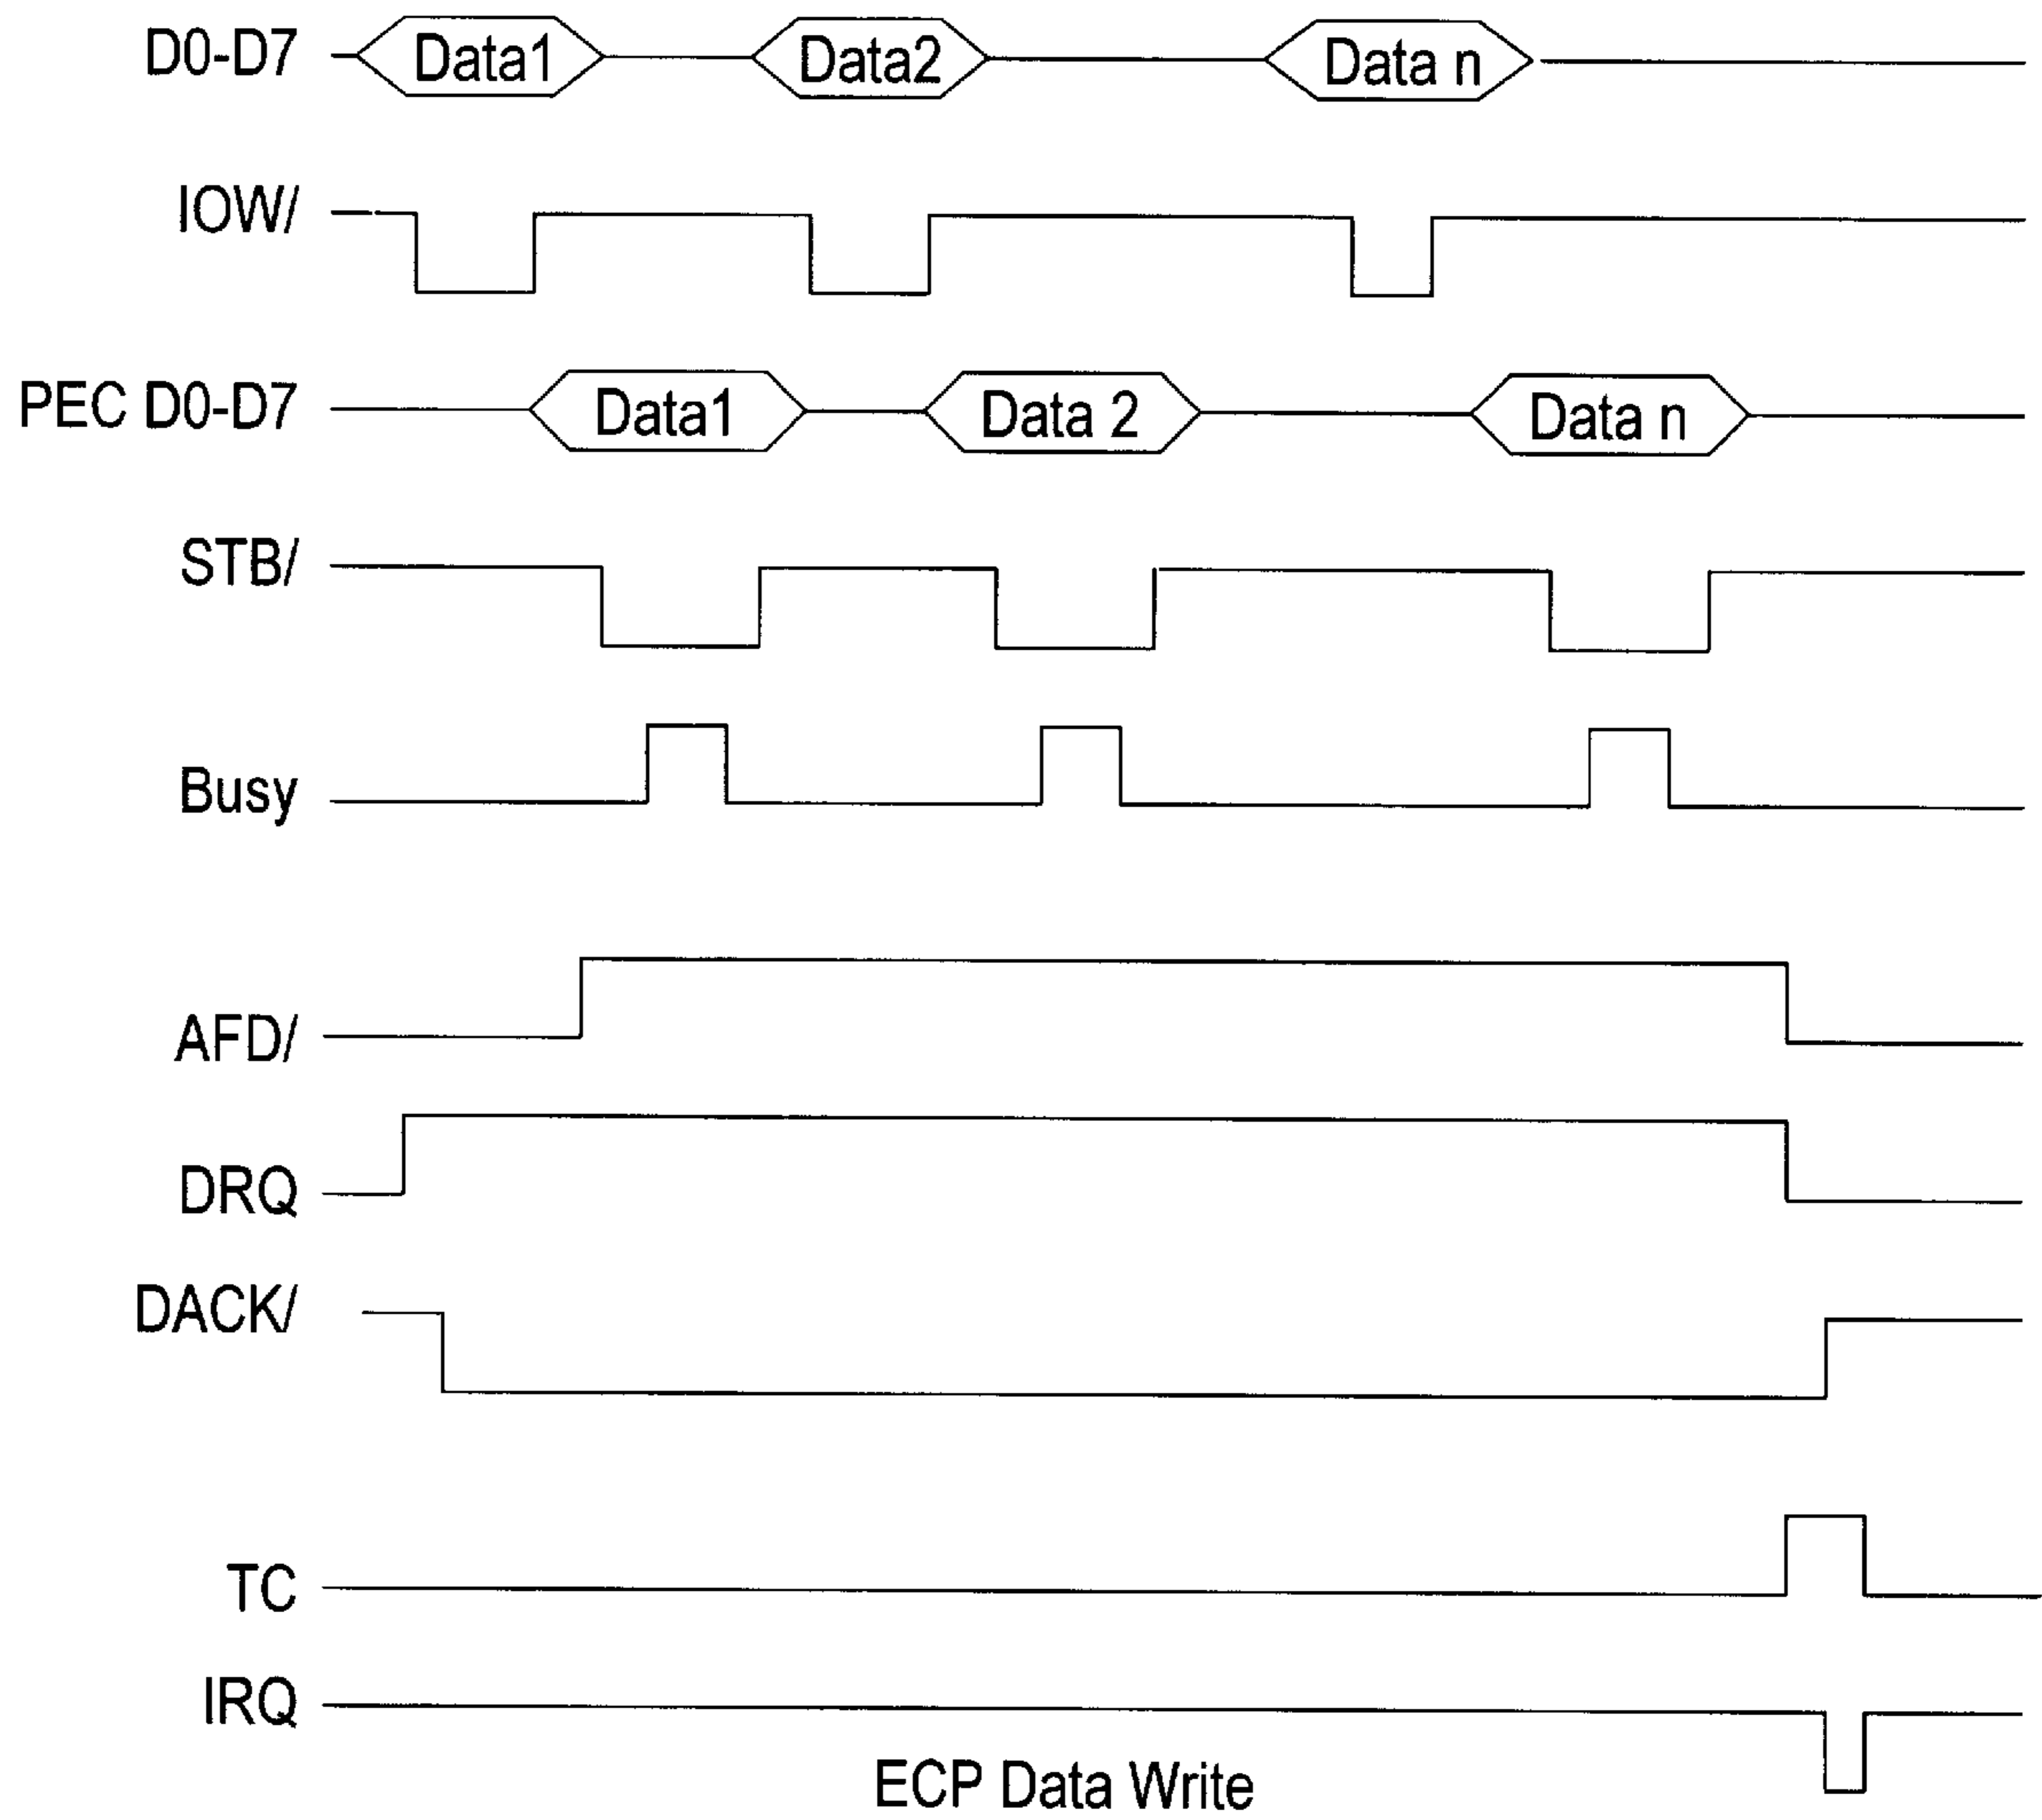 D0-D7 Data1 Data2 Data n
IOW/
PEC D0-D7 Data1 Data 2 Data n
STB/
Busy
AFD/
DRQ
DACK/
TC
IRQ
ECP Data Write